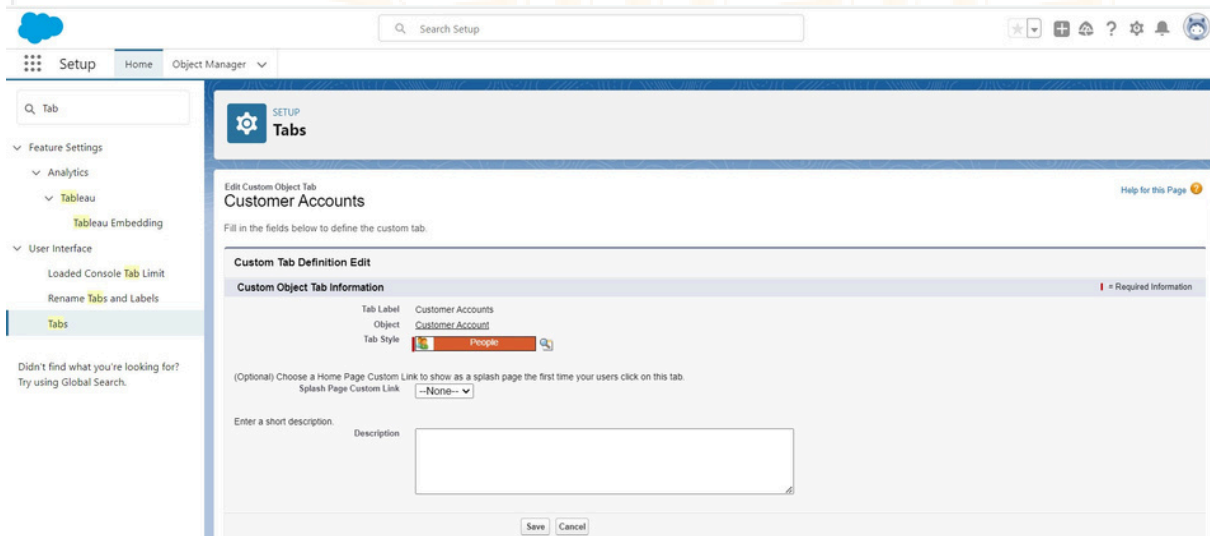 Search Setup
Setup Home Object Manager
Tab
Feature Settings
Analytics
Tableau
Tableau Embedding
User Interface
Loaded Console Tab Limit
Rename Tabs and Labels
Tabs
Didn't find what you're looking for?
Try using Global Search.
SETUP
Tabs
Edit Custom Object Tab
Customer Accounts
Help for this Page
Fill in the fields below to define the custom tab.
Custom Tab Definition Edit
Custom Object Tab Information
= Required Information
Tab Label Customer Accounts
Object Customer Account
Tab Style People
(Optional) Choose a Home Page Custom Link to show as a splash page the first time your users click on this tab.
Splash Page Custom Link --None--
Enter a short description.
Description
Save Cancel